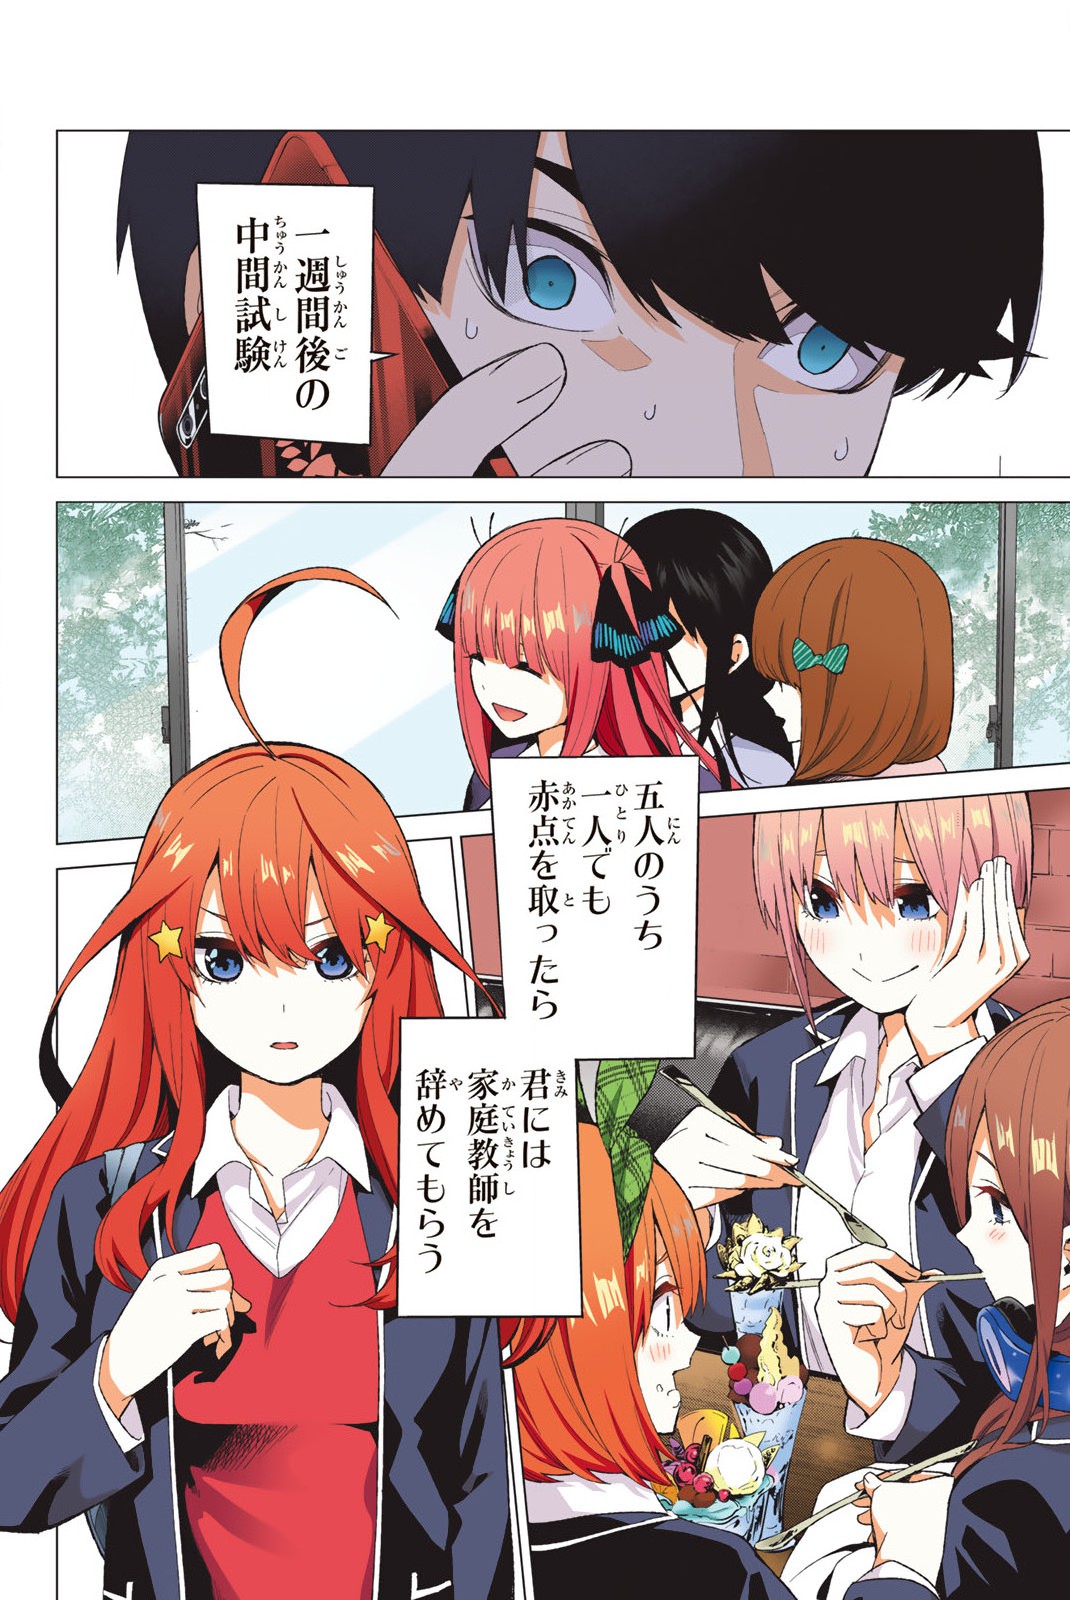 一週間後の
中間試験
五人のうち
一人でも
赤点を取ったら
君には
家庭教師を
辞めてもらう